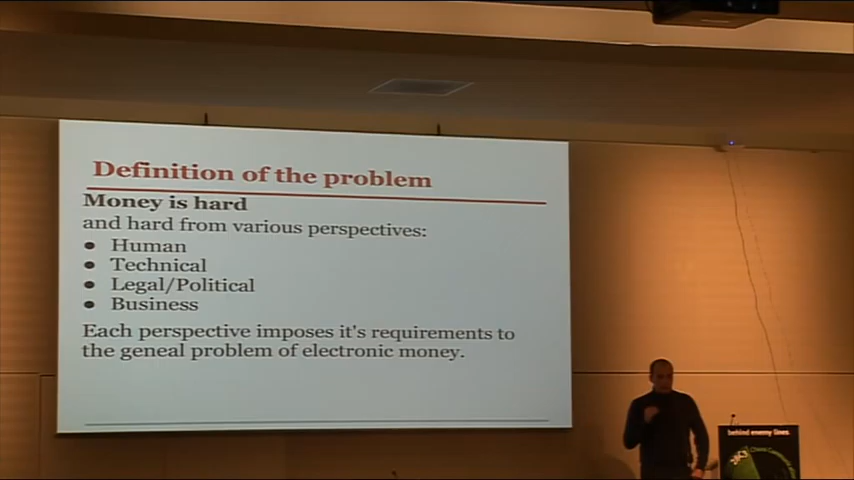 Definition of the problem
Money is hard
and hard from various perspectives:
Human
Technical
Legal/Political
Business
Each perspective imposes it's requirements to
the geneal problem of electronic money.
behind enemy lines